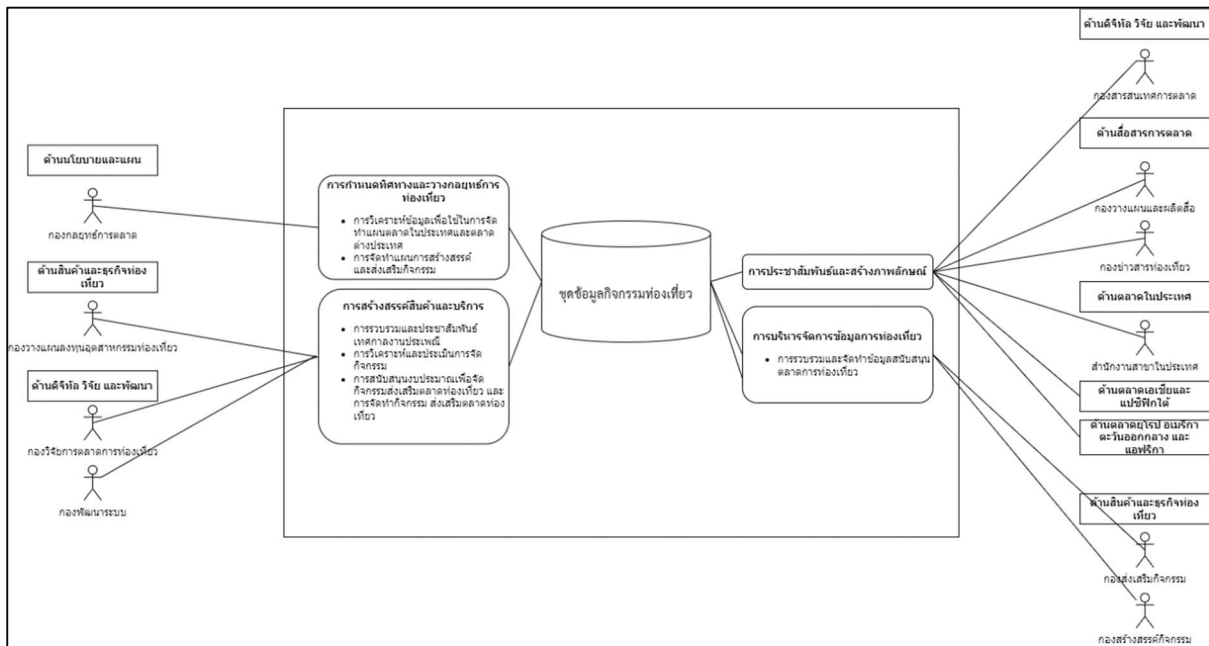 ด้านนโยบายและแผน
กองกลยุทธ์การตลาด
ด้านสินค้าและธุรกิจท่อง
เที่ยว
กองวางแผนลงทุนอุตสาหกรรมท่องเที่ยว
ด้านดิจิทัล วิจัย และพัฒนา
กองวิจัยการตลาดการท่องเที่ยว
กองพัฒนาระบบ
การกำหนดทิศทางและวางกลยุทธ์การ
ท่องเที่ยว
• การวิเคราะห์ข้อมูลเพื่อใช้ในการจัด
ทำแผนตลาดในประเทศและตลาด
ต่างประเทศ
• การจัดทำแผนการสร้างสรรค์
และส่งเสริมกิจกรรม
การสร้างสรรค์สินค้าและบริการ
• การรวบรวมและประชาสัมพันธ์
เทศกาลงานประเพณี
• การวิเคราะห์และประเมินการจัด
กิจกรรม
• การสนับสนุนงบประมาณเพื่อจัด
กิจกรรมส่งเสริมตลาดท่องเที่ยว และ
การจัดทำกิจกรรม ส่งเสริมตลาดท่อง
เที่ยว
ชุดข้อมูลกิจกรรมท่องเที่ยว
การประชาสัมพันธ์และสร้างภาพลักษณ์
การบริหารจัดการข้อมูลการท่องเที่ยว
• การรวบรวมและจัดทำข้อมูลสนับสนุน
ตลาดการท่องเที่ยว
ด้านดิจิทัล วิจัย และพัฒนา
กองสารสนเทศการตลาด
ด้านสื่อสารการตลาด
กองวางแผนและผลิตสื่อ
กองข่าวสารท่องเที่ยว
ด้านตลาดในประเทศ
สำนักงานสาขาในประเทศ
ด้านตลาดเอเชียและ
แปซิฟิกใต้
ด้านตลาดยุโรป อเมริกา
ตะวันออกกลาง และ
แอฟริกา
ด้านสินค้าและธุรกิจท่อง
เที่ยว
กองส่งเสริมกิจกรรม
กองสร้างสรรค์กิจกรรม